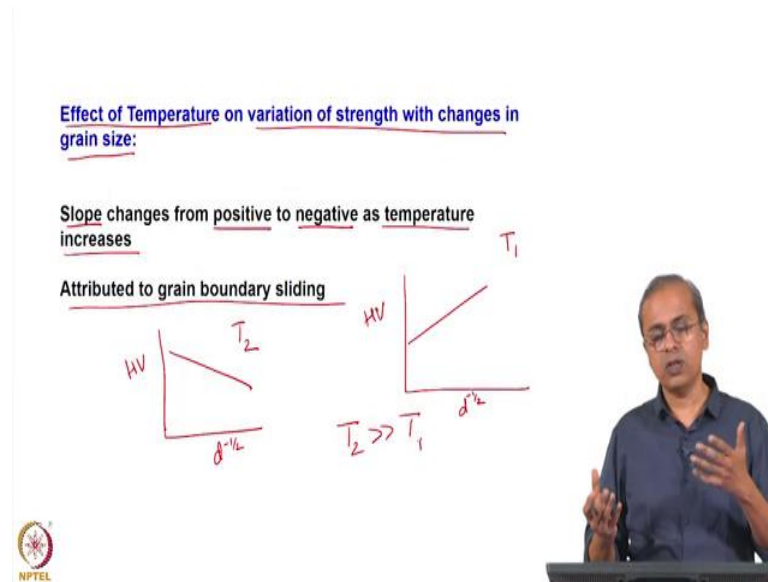 Effect of Temperature on variation of strength with changes in
grain size:
Slope changes from positive to negative as temperature
increases
Attributed to grain boundary sliding
T₁
HV
d⁻¹/²
T₂
HV
d⁻¹/²
T₂ >> T₁
NPTEL